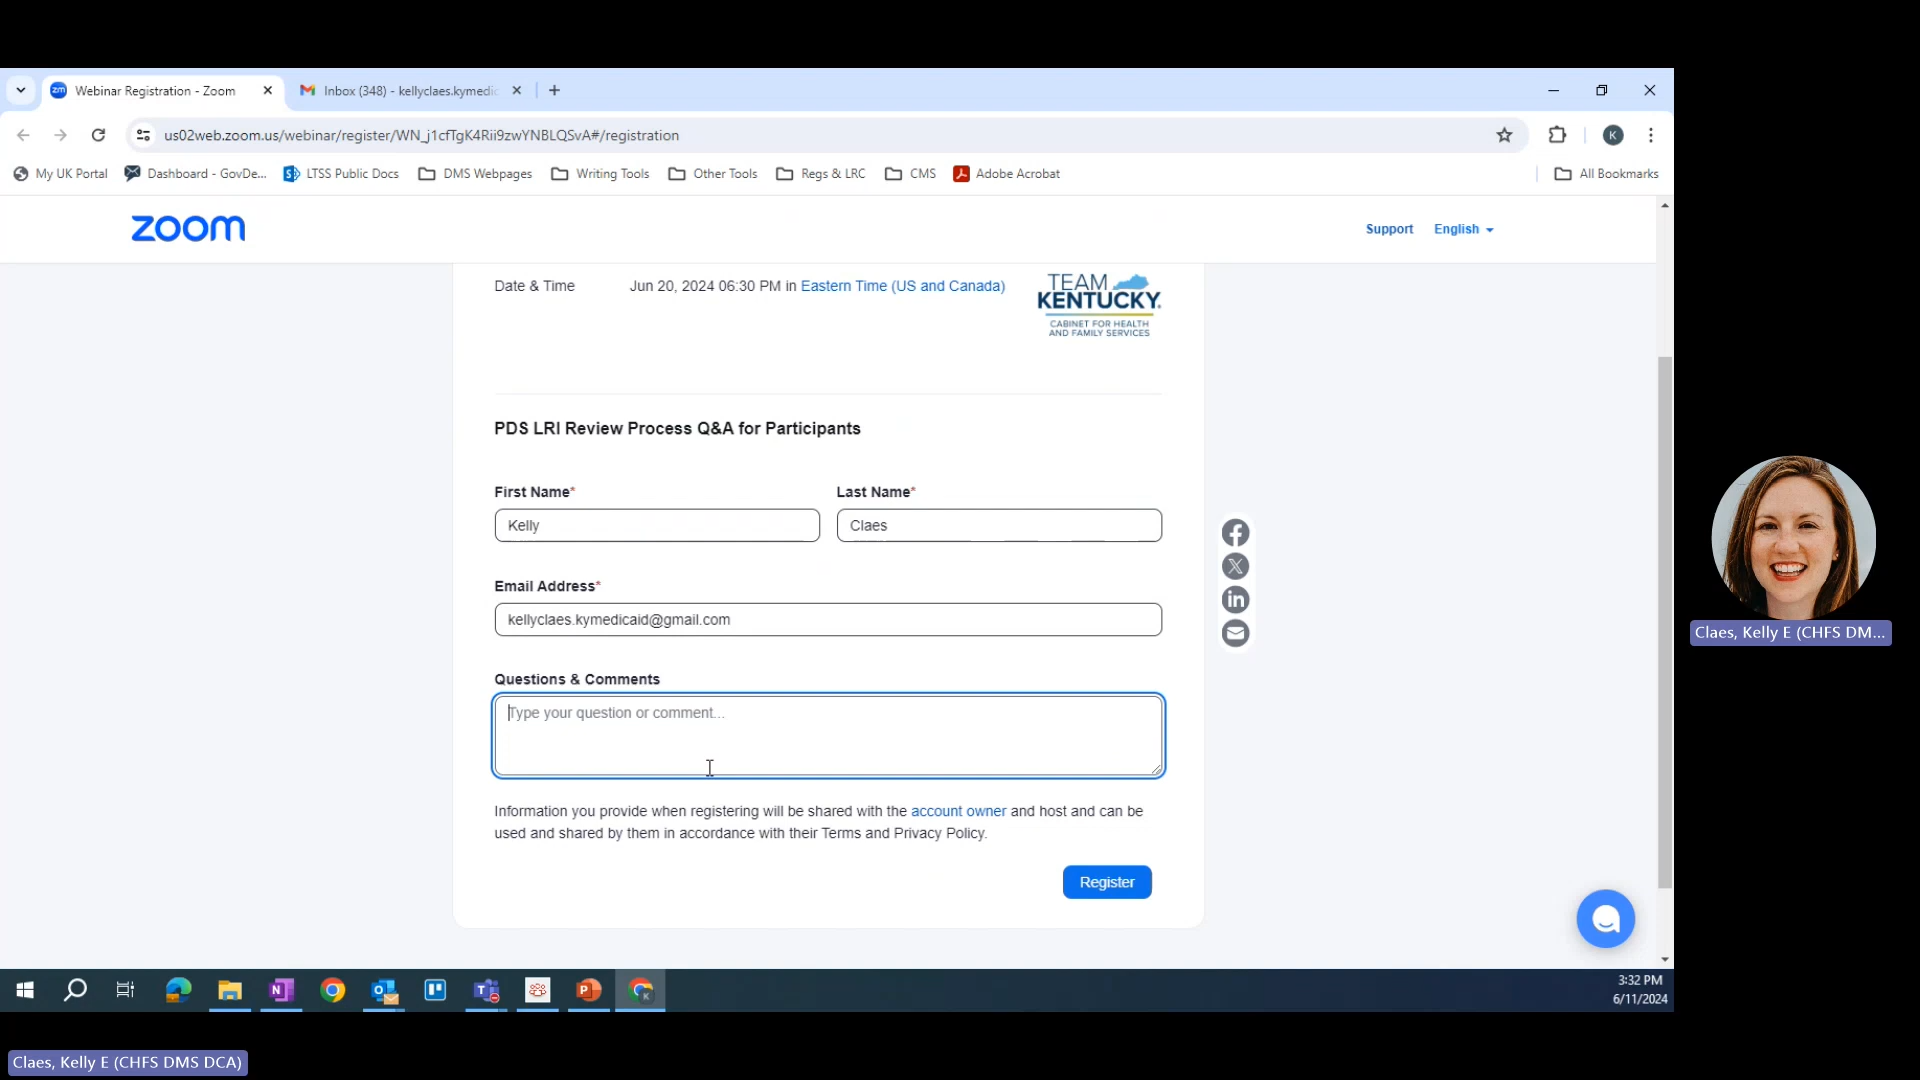 Webinar Registration - Zoom
Inbox (348) - kellyclaes.kymedic
us02web.zoom.us/webinar/register/WN_j1cfTgK4Rii9zwYNBLQSvA#/registration
K
My UK Portal
Dashboard - GovDe...
LTSS Public Docs
DMS Webpages
Writing Tools
Other Tools
Regs & LRC
CMS
Adobe Acrobat
All Bookmarks
zoom
Support
English
Date & Time
Jun 20, 2024 06:30 PM in Eastern Time (US and Canada)
TEAM
KENTUCKY.
CABINET FOR HEALTH
AND FAMILY SERVICES
PDS LRI Review Process Q&A for Participants
First Name*
Last Name*
Kelly
Claes
Email Address*
kellyclaes.kymedicaid@gmail.com
Questions & Comments
Type your question or comment...
Information you provide when registering will be shared with the account owner and host and can be
used and shared by them in accordance with their Terms and Privacy Policy.
Register
Claes, Kelly E (CHFS DM...
3:32 PM
6/11/2024
Claes, Kelly E (CHFS DMS DCA)